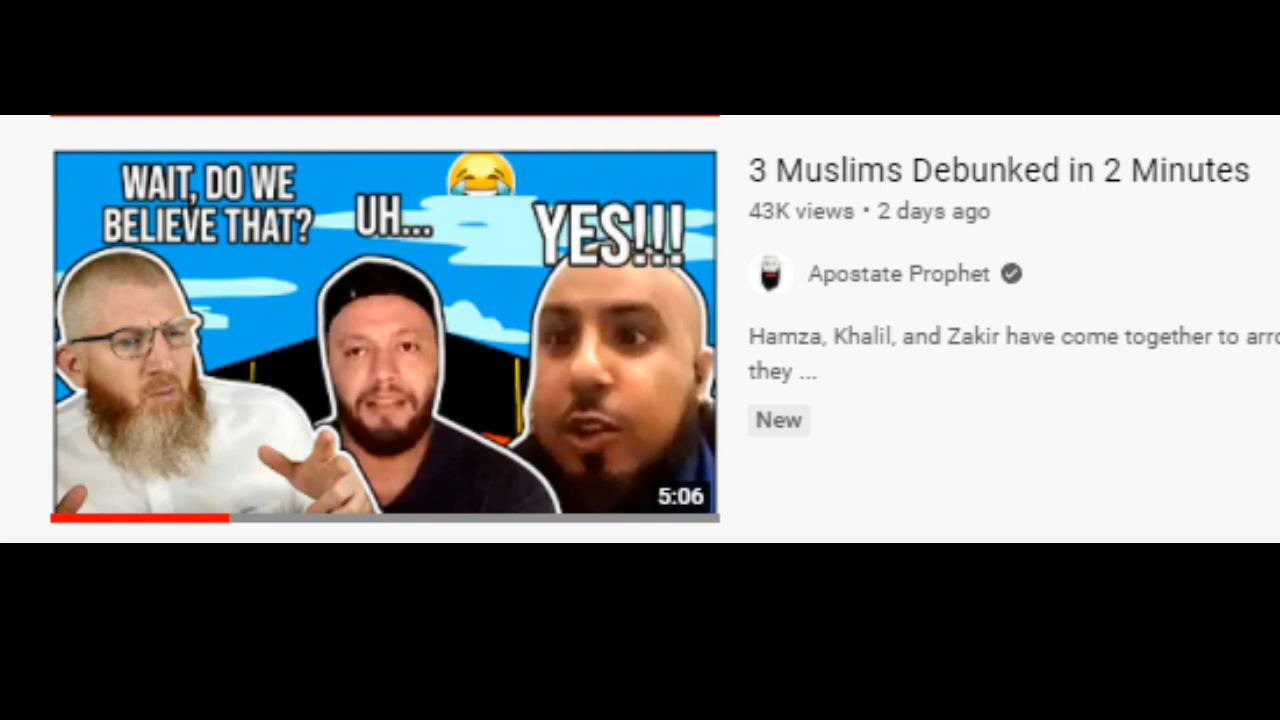 WAIT, DO WE
BELIEVE THAT?
UH...
YES!!!
5:06
3 Muslims Debunked in 2 Minutes
43K views • 2 days ago
Apostate Prophet
Hamza, Khalil, and Zakir have come together to
they ...
New